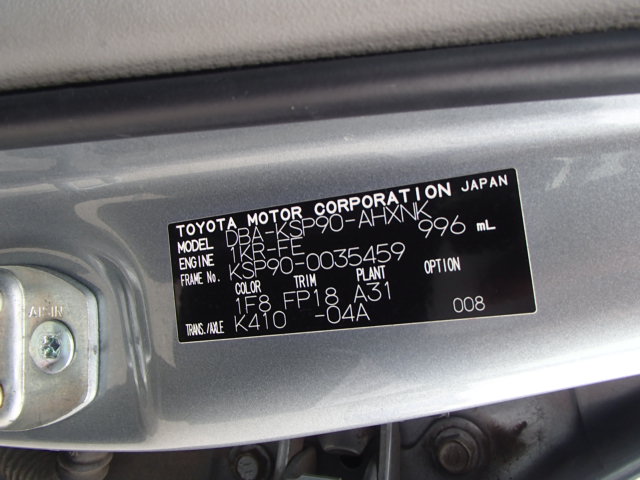 TOYOTA MOTOR CORPORATION JAPAN
MODEL DBA-KSP90-AHXNK
ENGINE 1KR-FE 996 mL
FRAME No. KSP90-0035459
COLOR TRIM PLANT OPTION
1F8 FP18 A31
TRANS./AXLE K410 -04A 008
AISIN